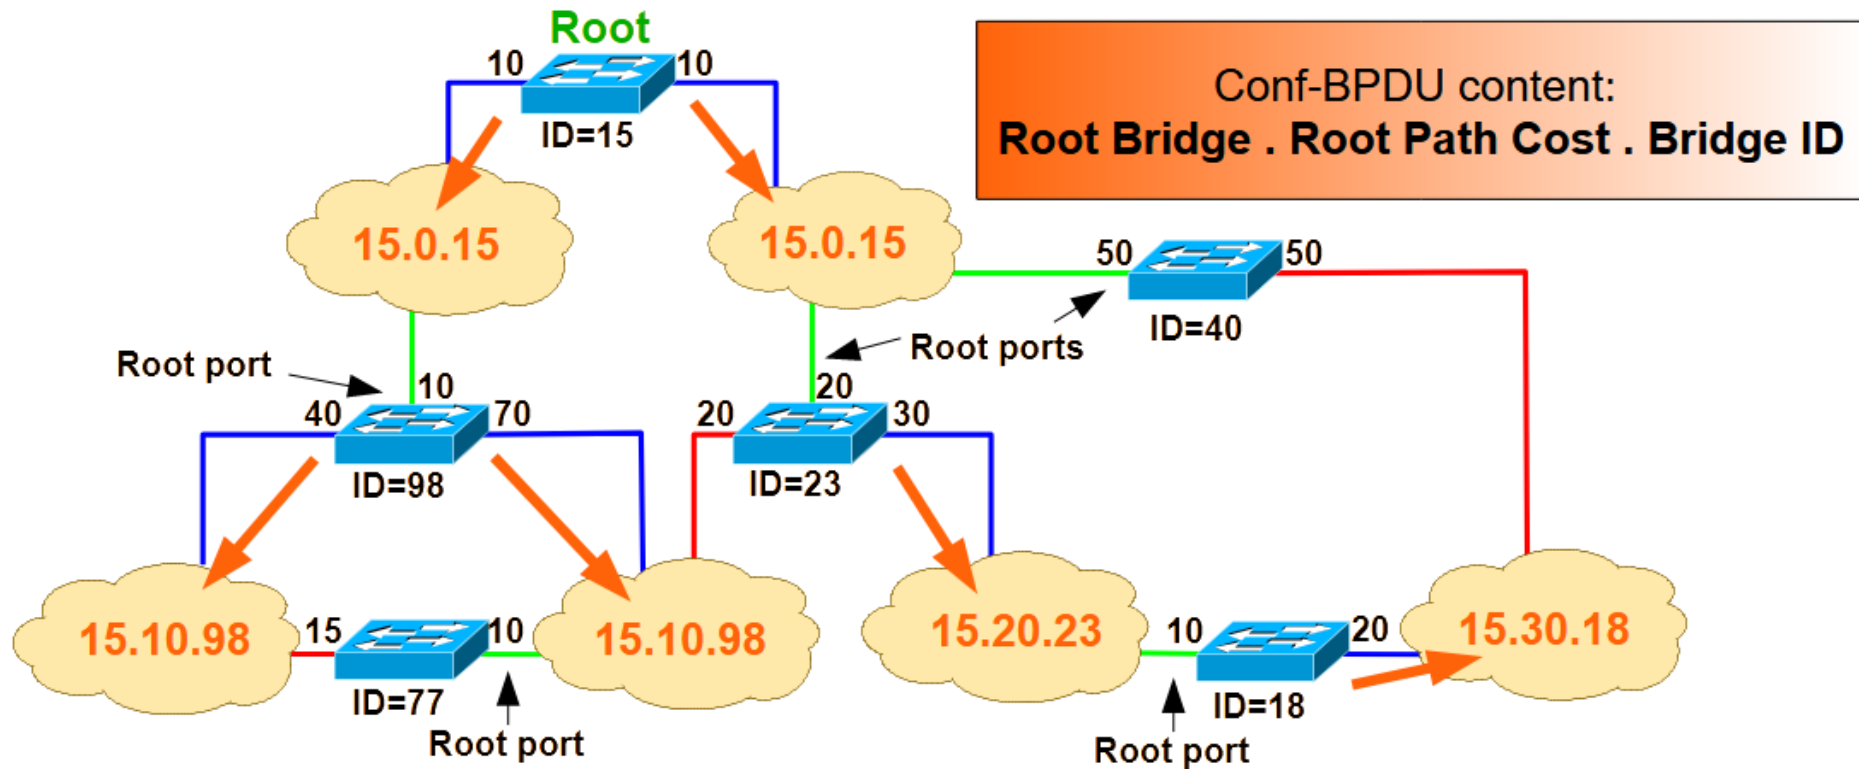 Root
10
10
ID=15
Conf-BPDU content:
Root Bridge . Root Path Cost . Bridge ID
15.0.15
15.0.15
50
50
ID=40
Root port
Root ports
10
40
70
ID=98
20
20
30
ID=23
15.10.98
15
10
ID=77
Root port
15.10.98
15.20.23
10
20
ID=18
Root port
15.30.18